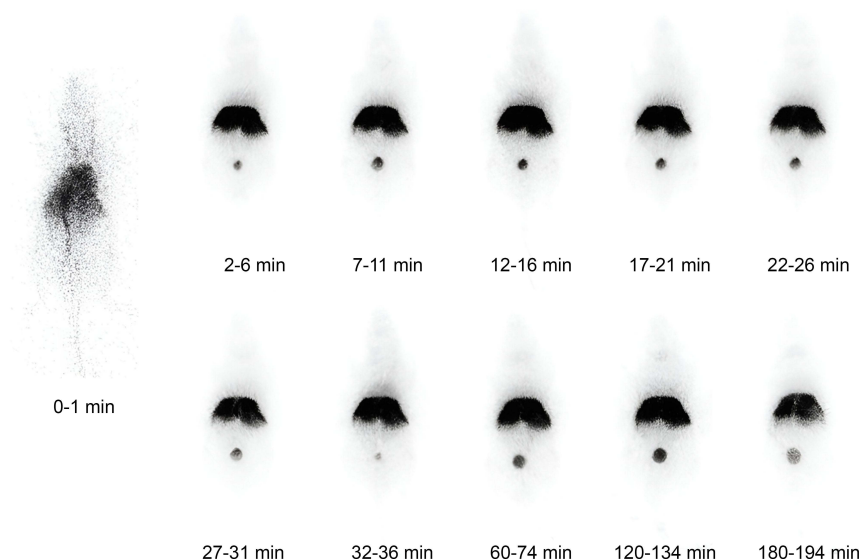 2-6 min
7-11 min
12-16 min
17-21 min
22-26 min
0-1 min
27-31 min
32-36 min
60-74 min
120-134 min
180-194 min